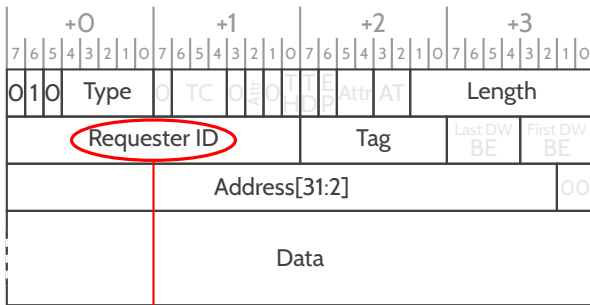 +0 +1 +2 +3
7 6 5 4 3 2 1 0 7 6 5 4 3 2 1 0 7 6 5 4 3 2 1 0 7 6 5 4 3 2 1 0
0 1 0 Type 0 TC 0 Attr 0 TH TD EP Attr AT Length
Requester ID Tag Last DW BE First DW BE
Address[31:2] 00
Data